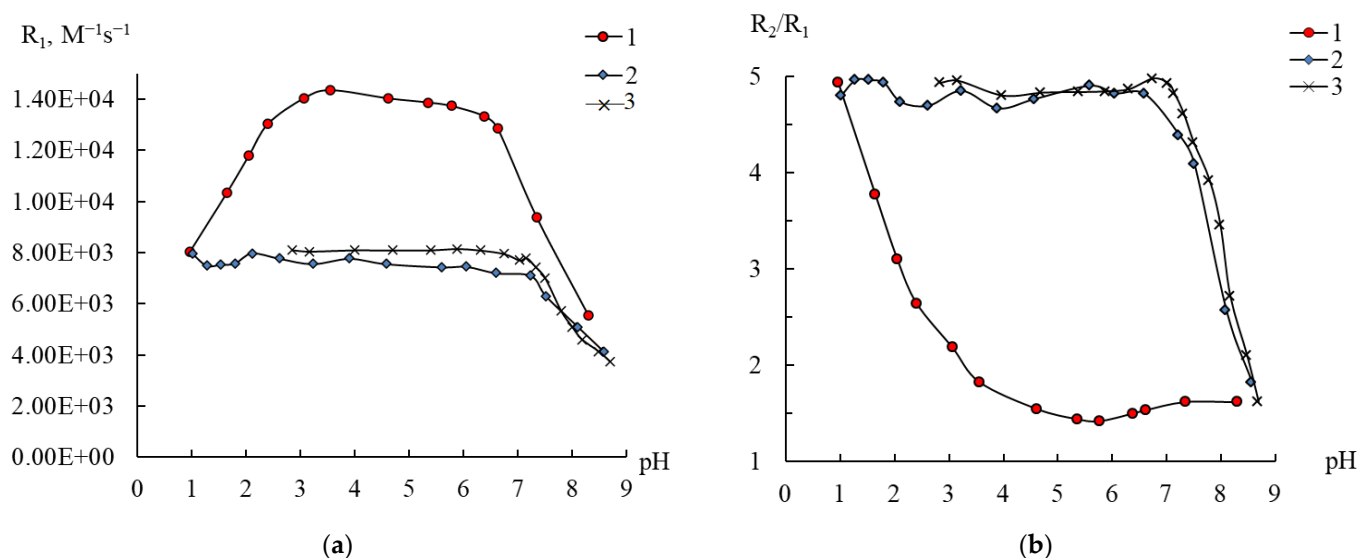 R₁, M⁻¹s⁻¹
1
2
3
1.40E+04
1.20E+04
1.00E+04
8.00E+03
6.00E+03
4.00E+03
2.00E+03
0.00E+00
pH
0 1 2 3 4 5 6 7 8 9
(a)
R₂/R₁
1
2
3
5
4
3
2
1
pH
0 1 2 3 4 5 6 7 8 9
(b)